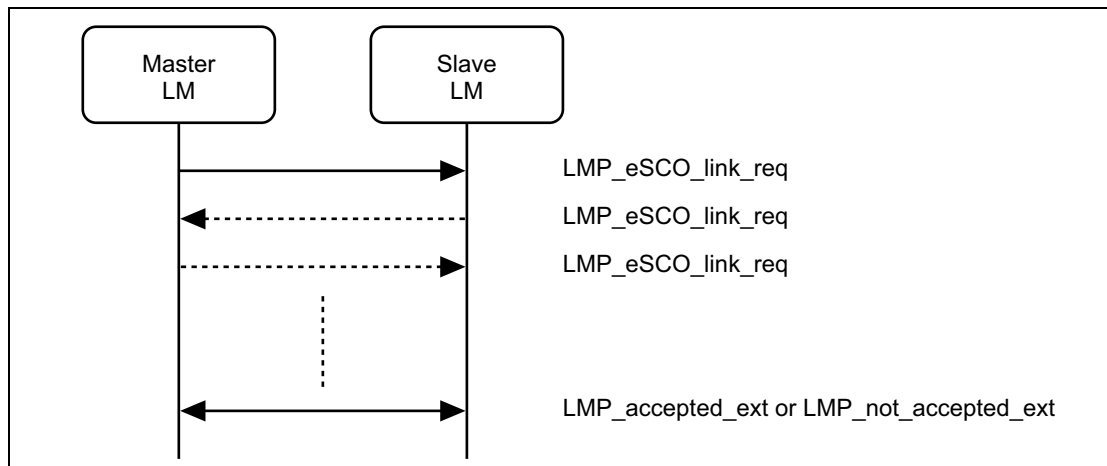 Master
LM
Slave
LM
LMP_eSCO_link_req
LMP_eSCO_link_req
LMP_eSCO_link_req
LMP_accepted_ext or LMP_not_accepted_ext